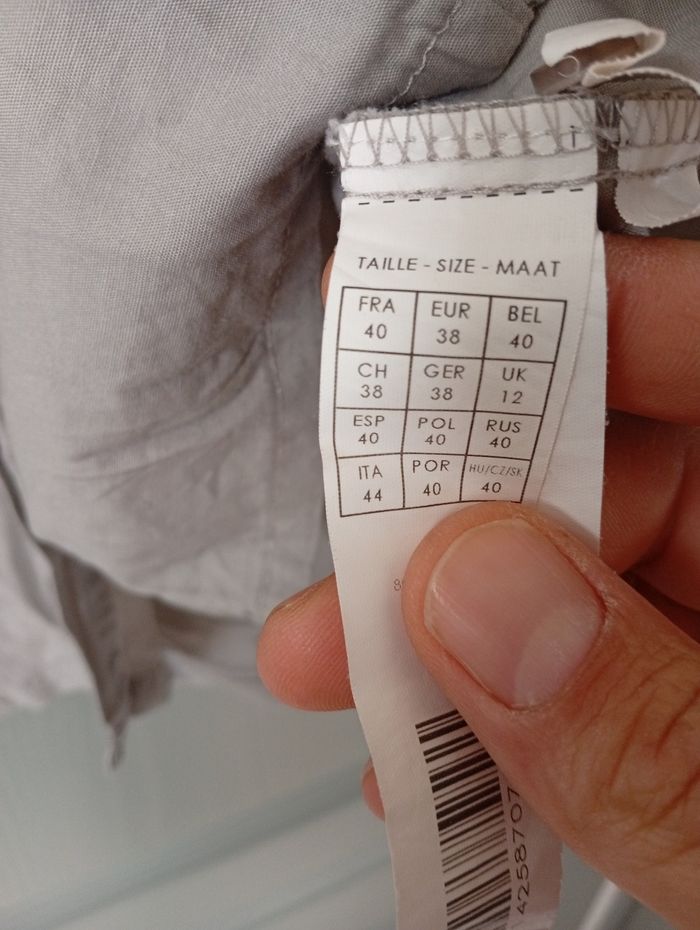 TAILLE - SIZE - MAAT
FRA EUR BEL
40 38 40
CH GER UK
38 38 12
ESP POL RUS
40 40 40
ITA POR HU/CZ/SK
44 40 40
4258707